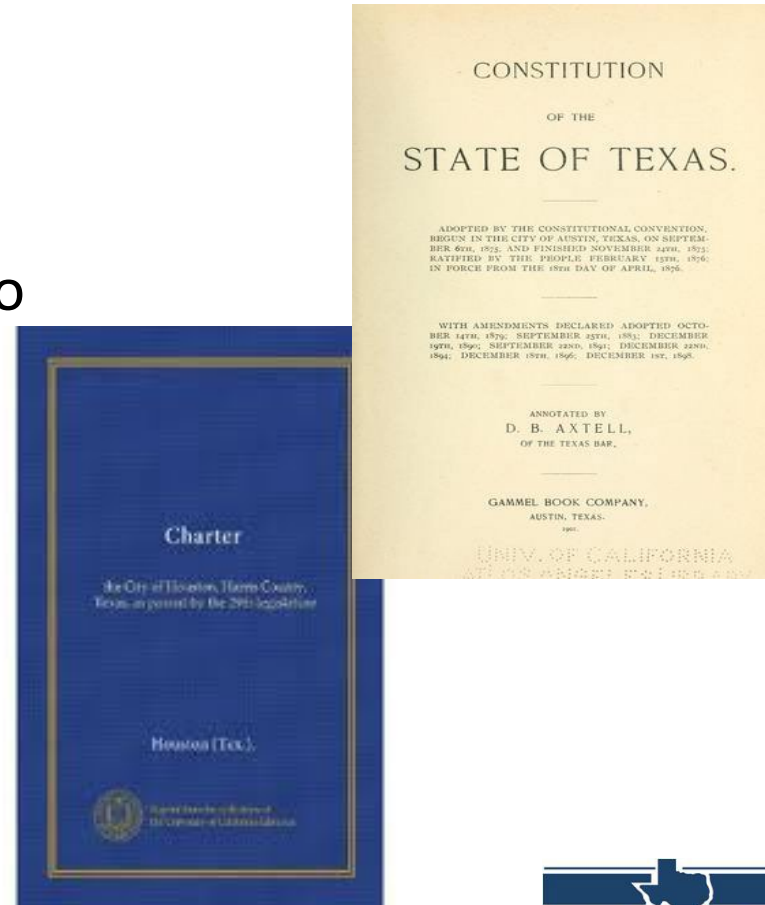 o
CONSTITUTION
OF THE
STATE OF TEXAS.
ADOPTED BY THE CONSTITUTIONAL CONVENTION,
BEGUN IN THE CITY OF AUSTIN, TEXAS, ON SEPTEM-
BER 6TH, 1875, AND FINISHED NOVEMBER 24TH, 1875;
RATIFIED BY THE PEOPLE FEBRUARY 15TH, 1876;
IN FORCE FROM THE 18TH DAY OF APRIL, 1876.
WITH AMENDMENTS DECLARED ADOPTED OCTO-
BER 14TH, 1879; SEPTEMBER 25TH, 1883; DECEMBER
19TH, 1890; SEPTEMBER 22ND, 1891; DECEMBER 22ND,
1894; DECEMBER 18TH, 1896; DECEMBER 1ST, 1898.
ANNOTATED BY
D. B. AXTELL,
OF THE TEXAS BAR.
GAMMEL BOOK COMPANY,
AUSTIN, TEXAS.
UNIV. OF CALIFORNIA
AT LOS ANGELES LIBRARY
Charter
the City of Houston, Harris County,
Texas, as passed by the 29th legislature
Houston (Tex.).